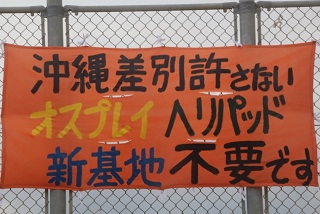 沖縄差別許さない
オスプレイ ヘリパッド
新基地 不要です